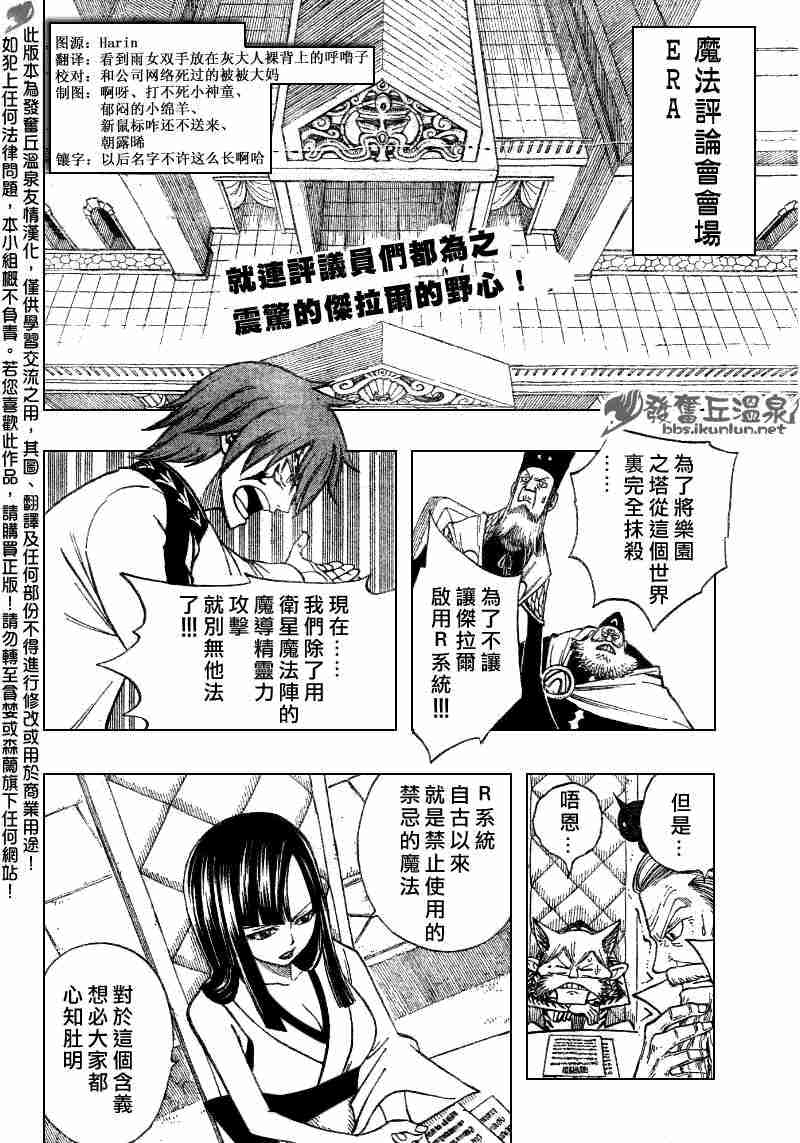 此版本為發奮丘溫泉友情漢化，僅供學習交流之用，其圖、翻譯及任何部份不得進行修改或用於商業用途！
如犯上任何法律問題，本小組概不負責。若您喜歡此作品，請購買正版！請勿轉至貪婪或森蘭旗下任何網站！
图源：Harin
翻译：看到雨女双手放在灰大人裸背上的呼噜子
校对：和公司网络死过的被被大妈
制图：啊呀、打不死小神童、
郁闷的小绵羊、
新鼠标咋还不送来、
朝露晞
镶字：以后名字不许这么长啊哈
魔法評論會會場
ERA
就連評議員們都為之
震驚的傑拉爾的野心！
發奮丘溫泉
bbs.ikunlun.net
為了將樂園
之塔從這個世界
裏完全抹殺
……
為了不讓
讓傑拉爾
啟用R系統!!!
現在……
我們除了用
衛星魔法陣的
魔導精靈力
攻擊
就別無他法
了!!!
但是…
唔恩…
R系統
自古以來
就是禁止使用的
禁忌的魔法
對於這個含義
想必大家都
心知肚明